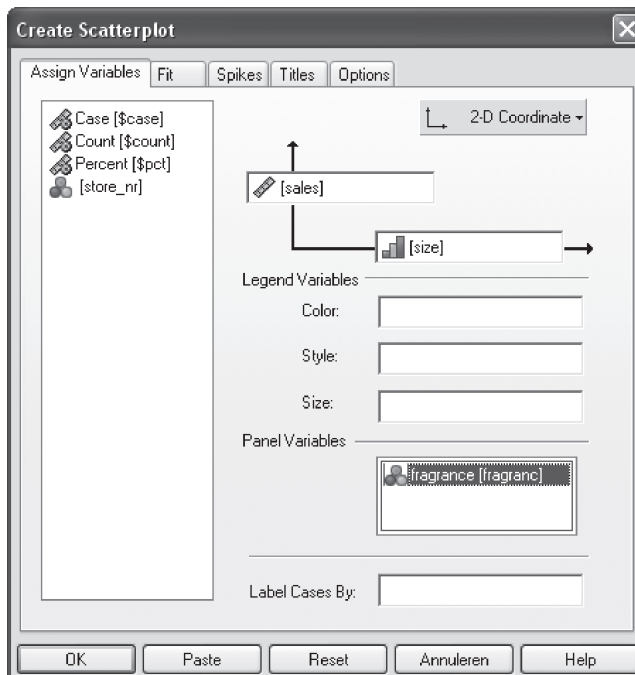 Create Scatterplot
Assign Variables Fit Spikes Titles Options
Case [$case]
Count [$count]
Percent [$pct]
[store_nr]
2-D Coordinate
[sales]
[size]
Legend Variables
Color:
Style:
Size:
Panel Variables
fragrance [fragranc]
Label Cases By:
OK Paste Reset Annuleren Help